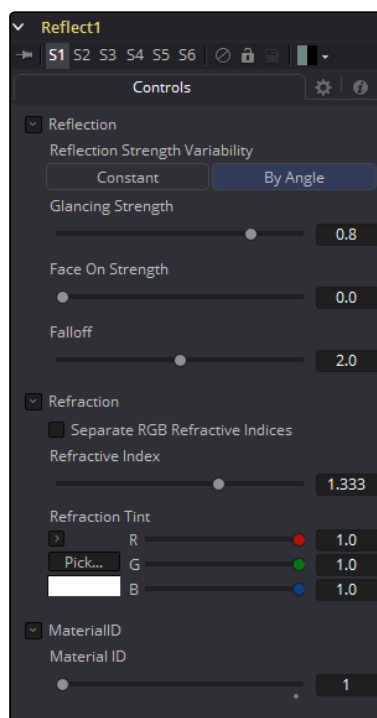 Reflect1
S1 S2 S3 S4 S5 S6
Controls
Reflection
Reflection Strength Variability
Constant By Angle
Glancing Strength
0.8
Face On Strength
0.0
Falloff
2.0
Refraction
Separate RGB Refractive Indices
Refractive Index
1.333
Refraction Tint
R 1.0
Pick... G 1.0
B 1.0
MaterialID
Material ID
1